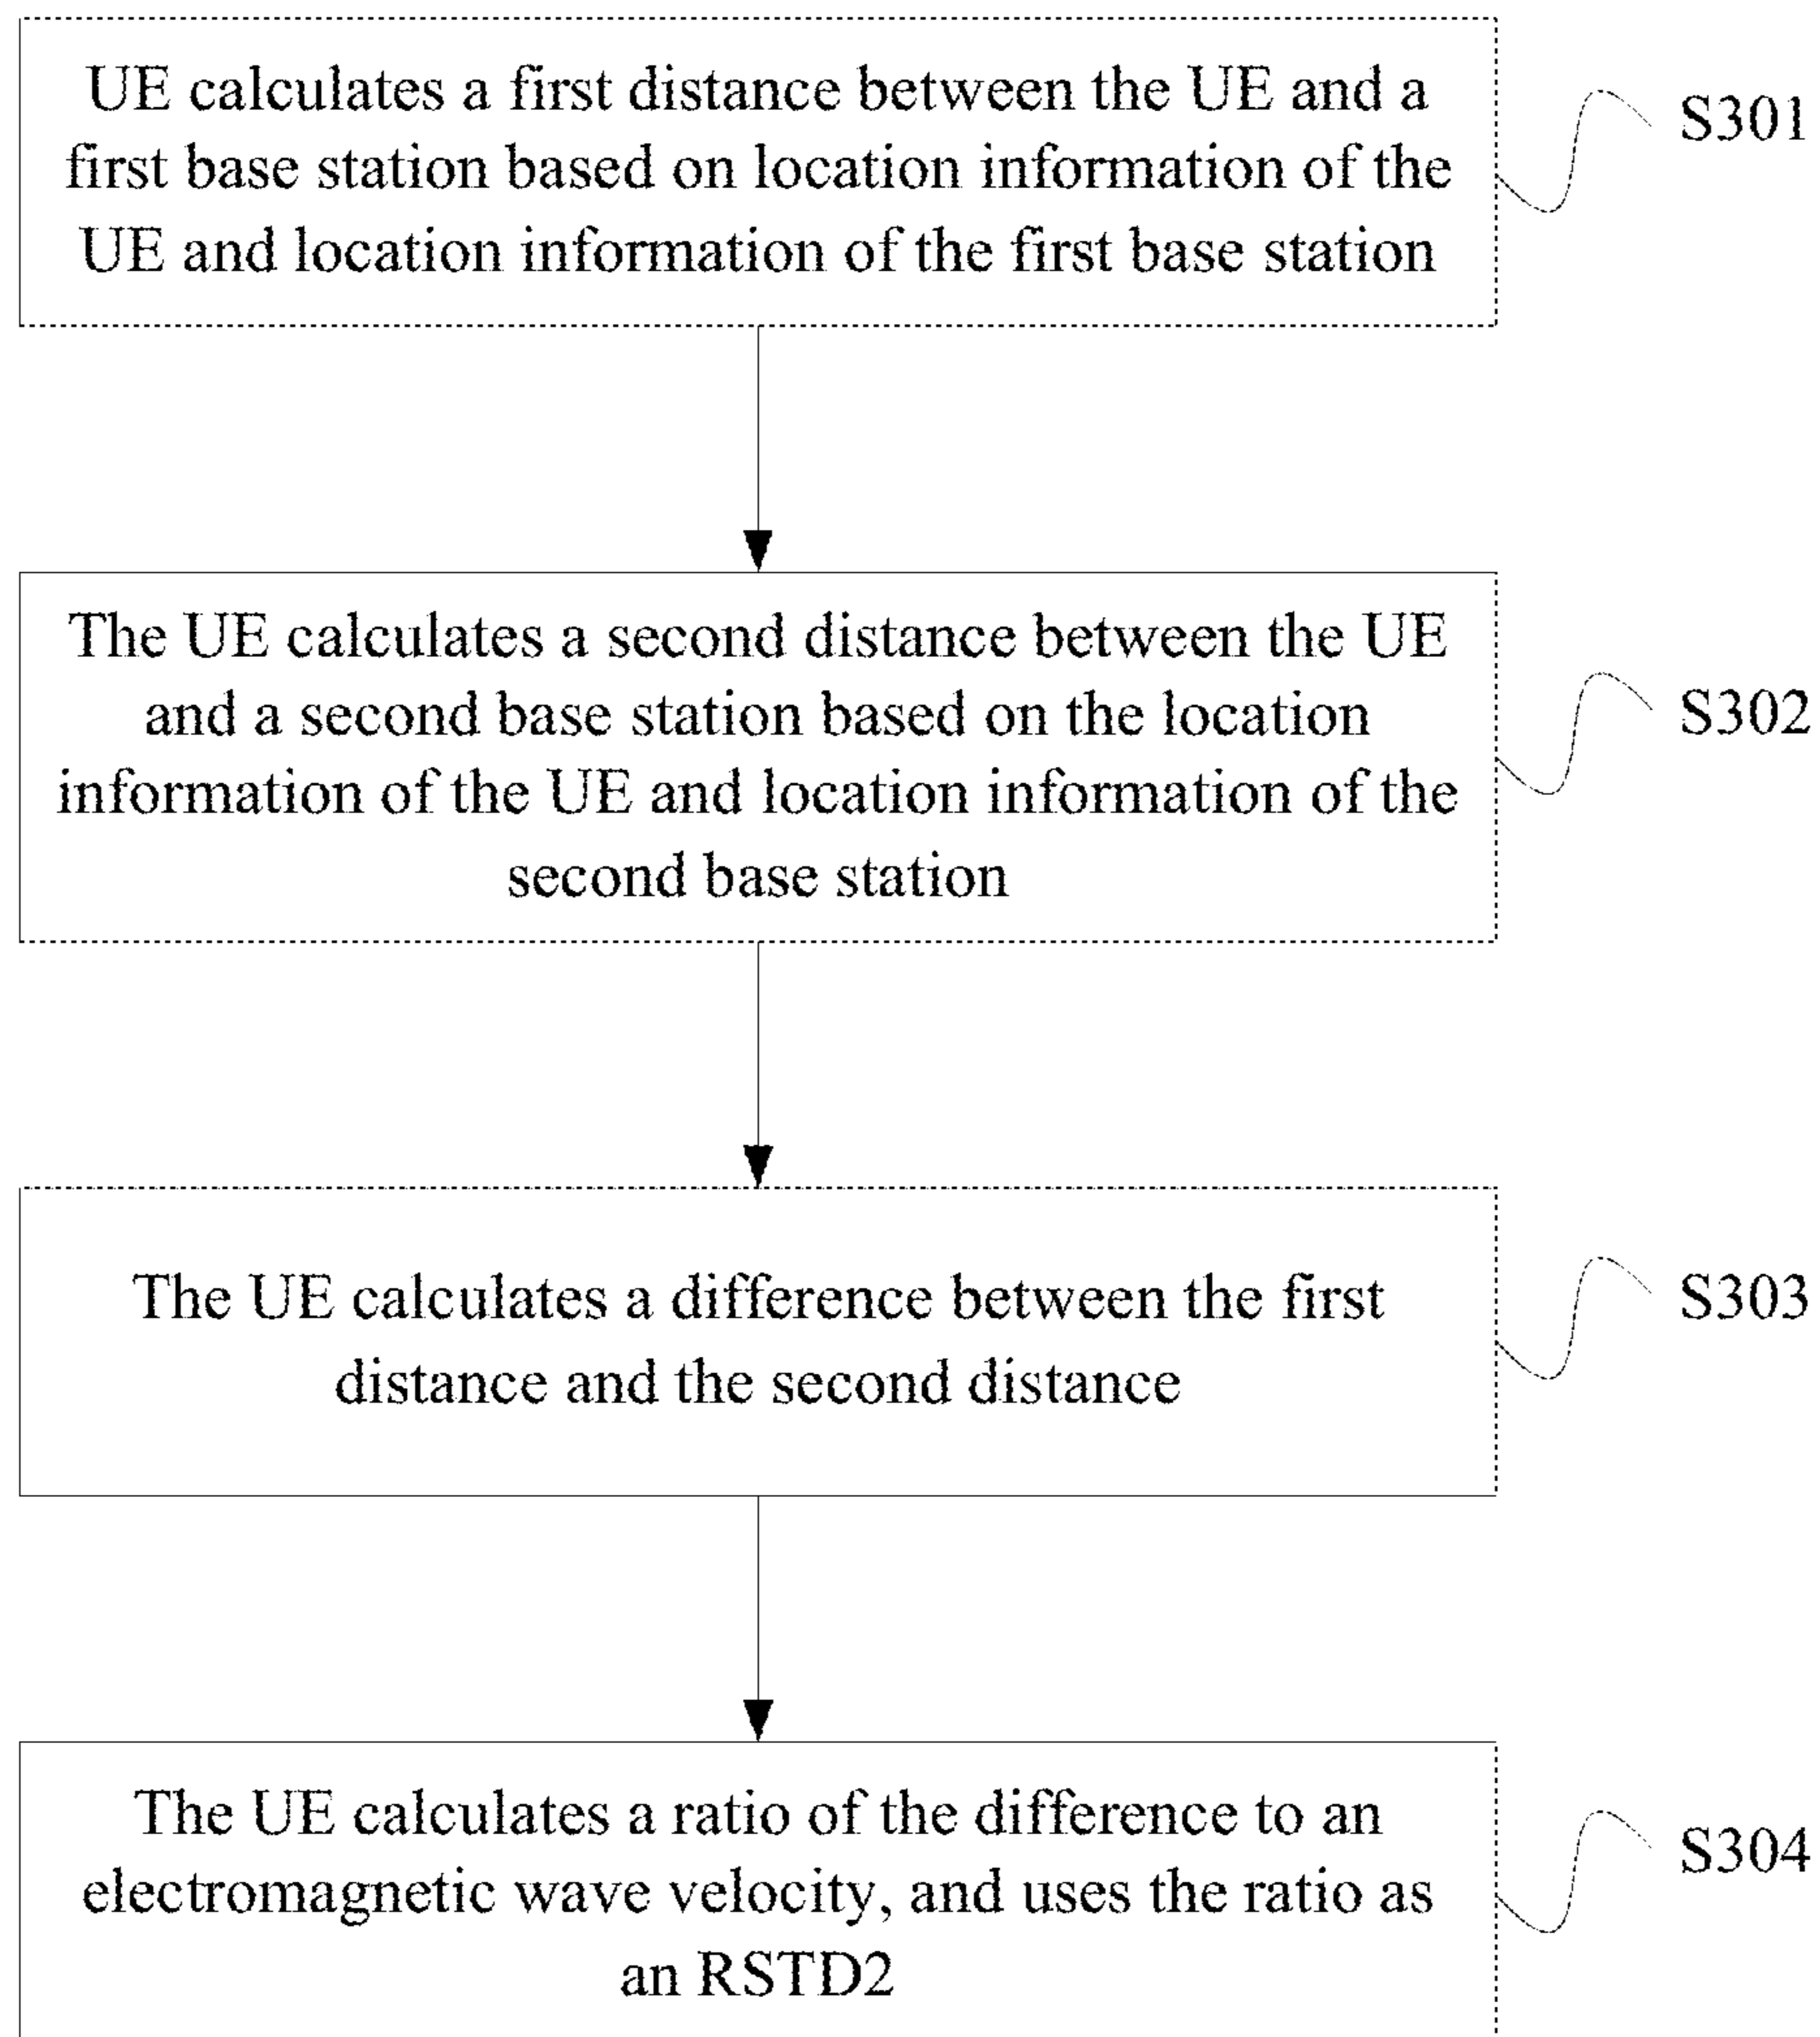 UE calculates a first distance between the UE and a
first base station based on location information of the
UE and location information of the first base station
S301
The UE calculates a second distance between the UE
and a second base station based on the location
information of the UE and location information of the
second base station
S302
The UE calculates a difference between the first
distance and the second distance
S303
The UE calculates a ratio of the difference to an
electromagnetic wave velocity, and uses the ratio as
an RSTD2
S304